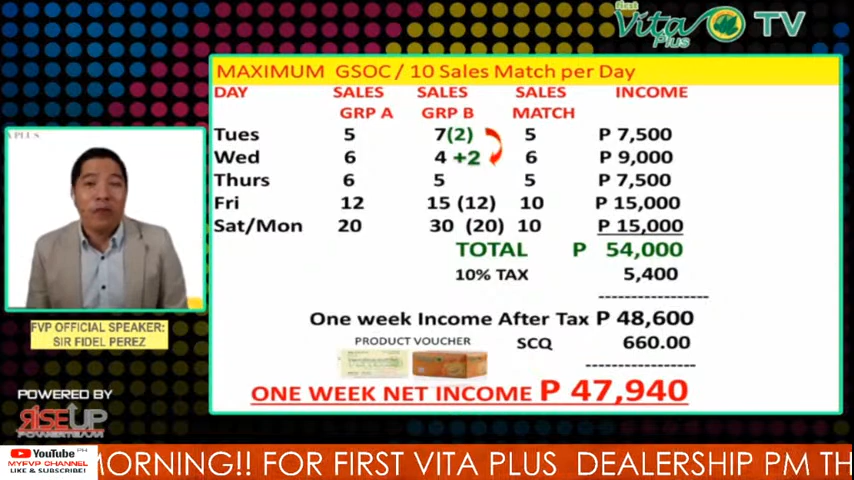 first
Vita
plus
TV
MAXIMUM GSOC / 10 Sales Match per Day
DAY SALES SALES SALES INCOME
GRP A GRP B MATCH
Tues 5 7(2) 5 P 7,500
Wed 6 4 +2 6 P 9,000
Thurs 6 5 5 P 7,500
Fri 12 15 (12) 10 P 15,000
Sat/Mon 20 30 (20) 10 P 15,000
TOTAL P 54,000
10% TAX 5,400
One week Income After Tax P 48,600
PRODUCT VOUCHER SCQ 660.00
ONE WEEK NET INCOME P 47,940
A PLUS
FVP OFFICIAL SPEAKER:
SIR FIDEL PEREZ
POWERED BY
RISEUP
POWERTEAM
YouTube PH
MYFVP CHANNEL
LIKE & SUBSCRIBE!
MORNING!! FOR FIRST VITA PLUS DEALERSHIP PM TH